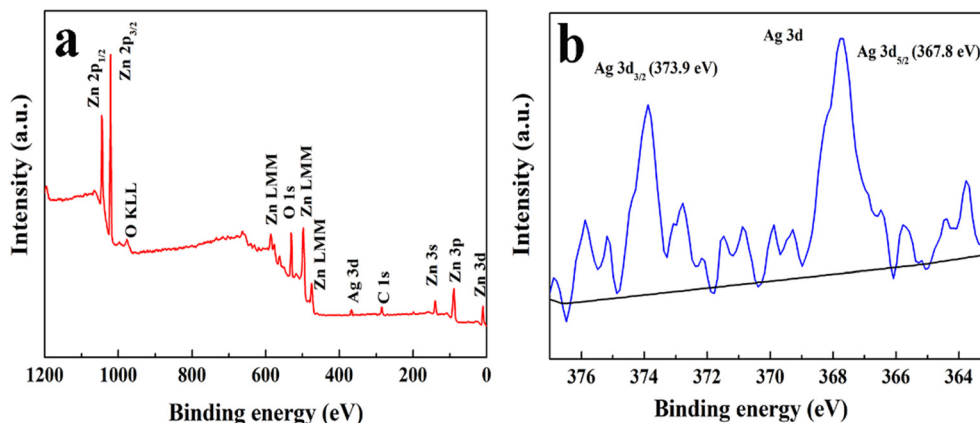 a
Intensity (a.u.)
Zn 2p1/2
Zn 2p3/2
O KLL
Zn LMM
O 1s
Zn LMM
Zn LMM
Ag 3d
C 1s
Zn 3s
Zn 3p
Zn 3d
1200 1000 800 600 400 200 0
Binding energy (eV)
b
Intensity (a.u.)
Ag 3d
Ag 3d3/2 (373.9 eV)
Ag 3d5/2 (367.8 eV)
376 374 372 370 368 366 364
Binding energy (eV)